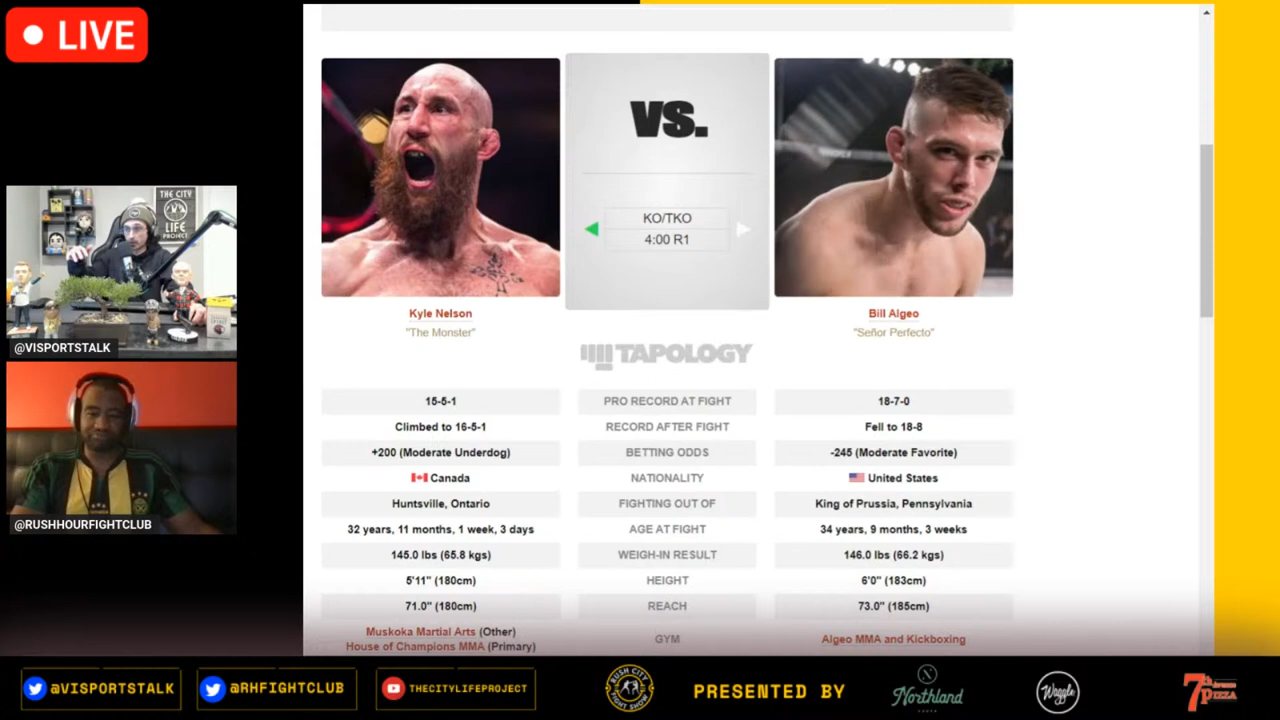 LIVE
THE CITY
LIFE
PROJECT
@VISPORTSTALK
@RUSHHOURFIGHTCLUB
VS.
KO/TKO
4:00 R1
Kyle Nelson
"The Monster"
Bill Algeo
"Señor Perfecto"
TAPOLOGY
15-5-1 PRO RECORD AT FIGHT 18-7-0
Climbed to 16-5-1 RECORD AFTER FIGHT Fell to 18-8
+200 (Moderate Underdog) BETTING ODDS -245 (Moderate Favorite)
Canada NATIONALITY United States
Huntsville, Ontario FIGHTING OUT OF King of Prussia, Pennsylvania
32 years, 11 months, 1 week, 3 days AGE AT FIGHT 34 years, 9 months, 3 weeks
145.0 lbs (65.8 kgs) WEIGH-IN RESULT 146.0 lbs (66.2 kgs)
5'11" (180cm) HEIGHT 6'0" (183cm)
71.0" (180cm) REACH 73.0" (185cm)
Muskoka Martial Arts (Other)
House of Champions MMA (Primary) GYM Algeo MMA and Kickboxing
@VISPORTSTALK @RHFIGHTCLUB THECITYLIFEPROJECT RUSH CITY FIGHT SHOW PRESENTED BY Northland Waggle 7th PIZZA